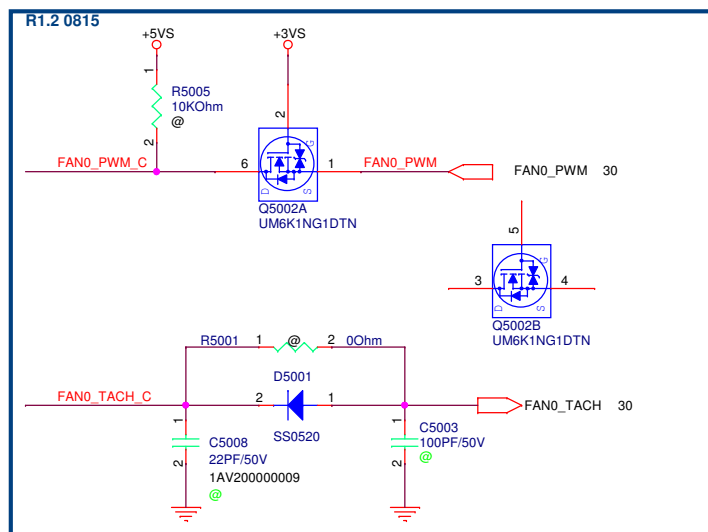 R1.2 0815
+5VS
+3VS
1
R5005
10KOhm
@
2
2
G
FAN0_PWM_C
6
1
FAN0_PWM
FAN0_PWM 30
D
S
Q5002A
UM6K1NG1DTN
5
G
3
4
D
S
Q5002B
UM6K1NG1DTN
R5001
1
@
2
0Ohm
D5001
FAN0_TACH_C
2
1
FAN0_TACH 30
SS0520
1
C5008
22PF/50V
2
1AV200000009
@
1
C5003
100PF/50V
2
@